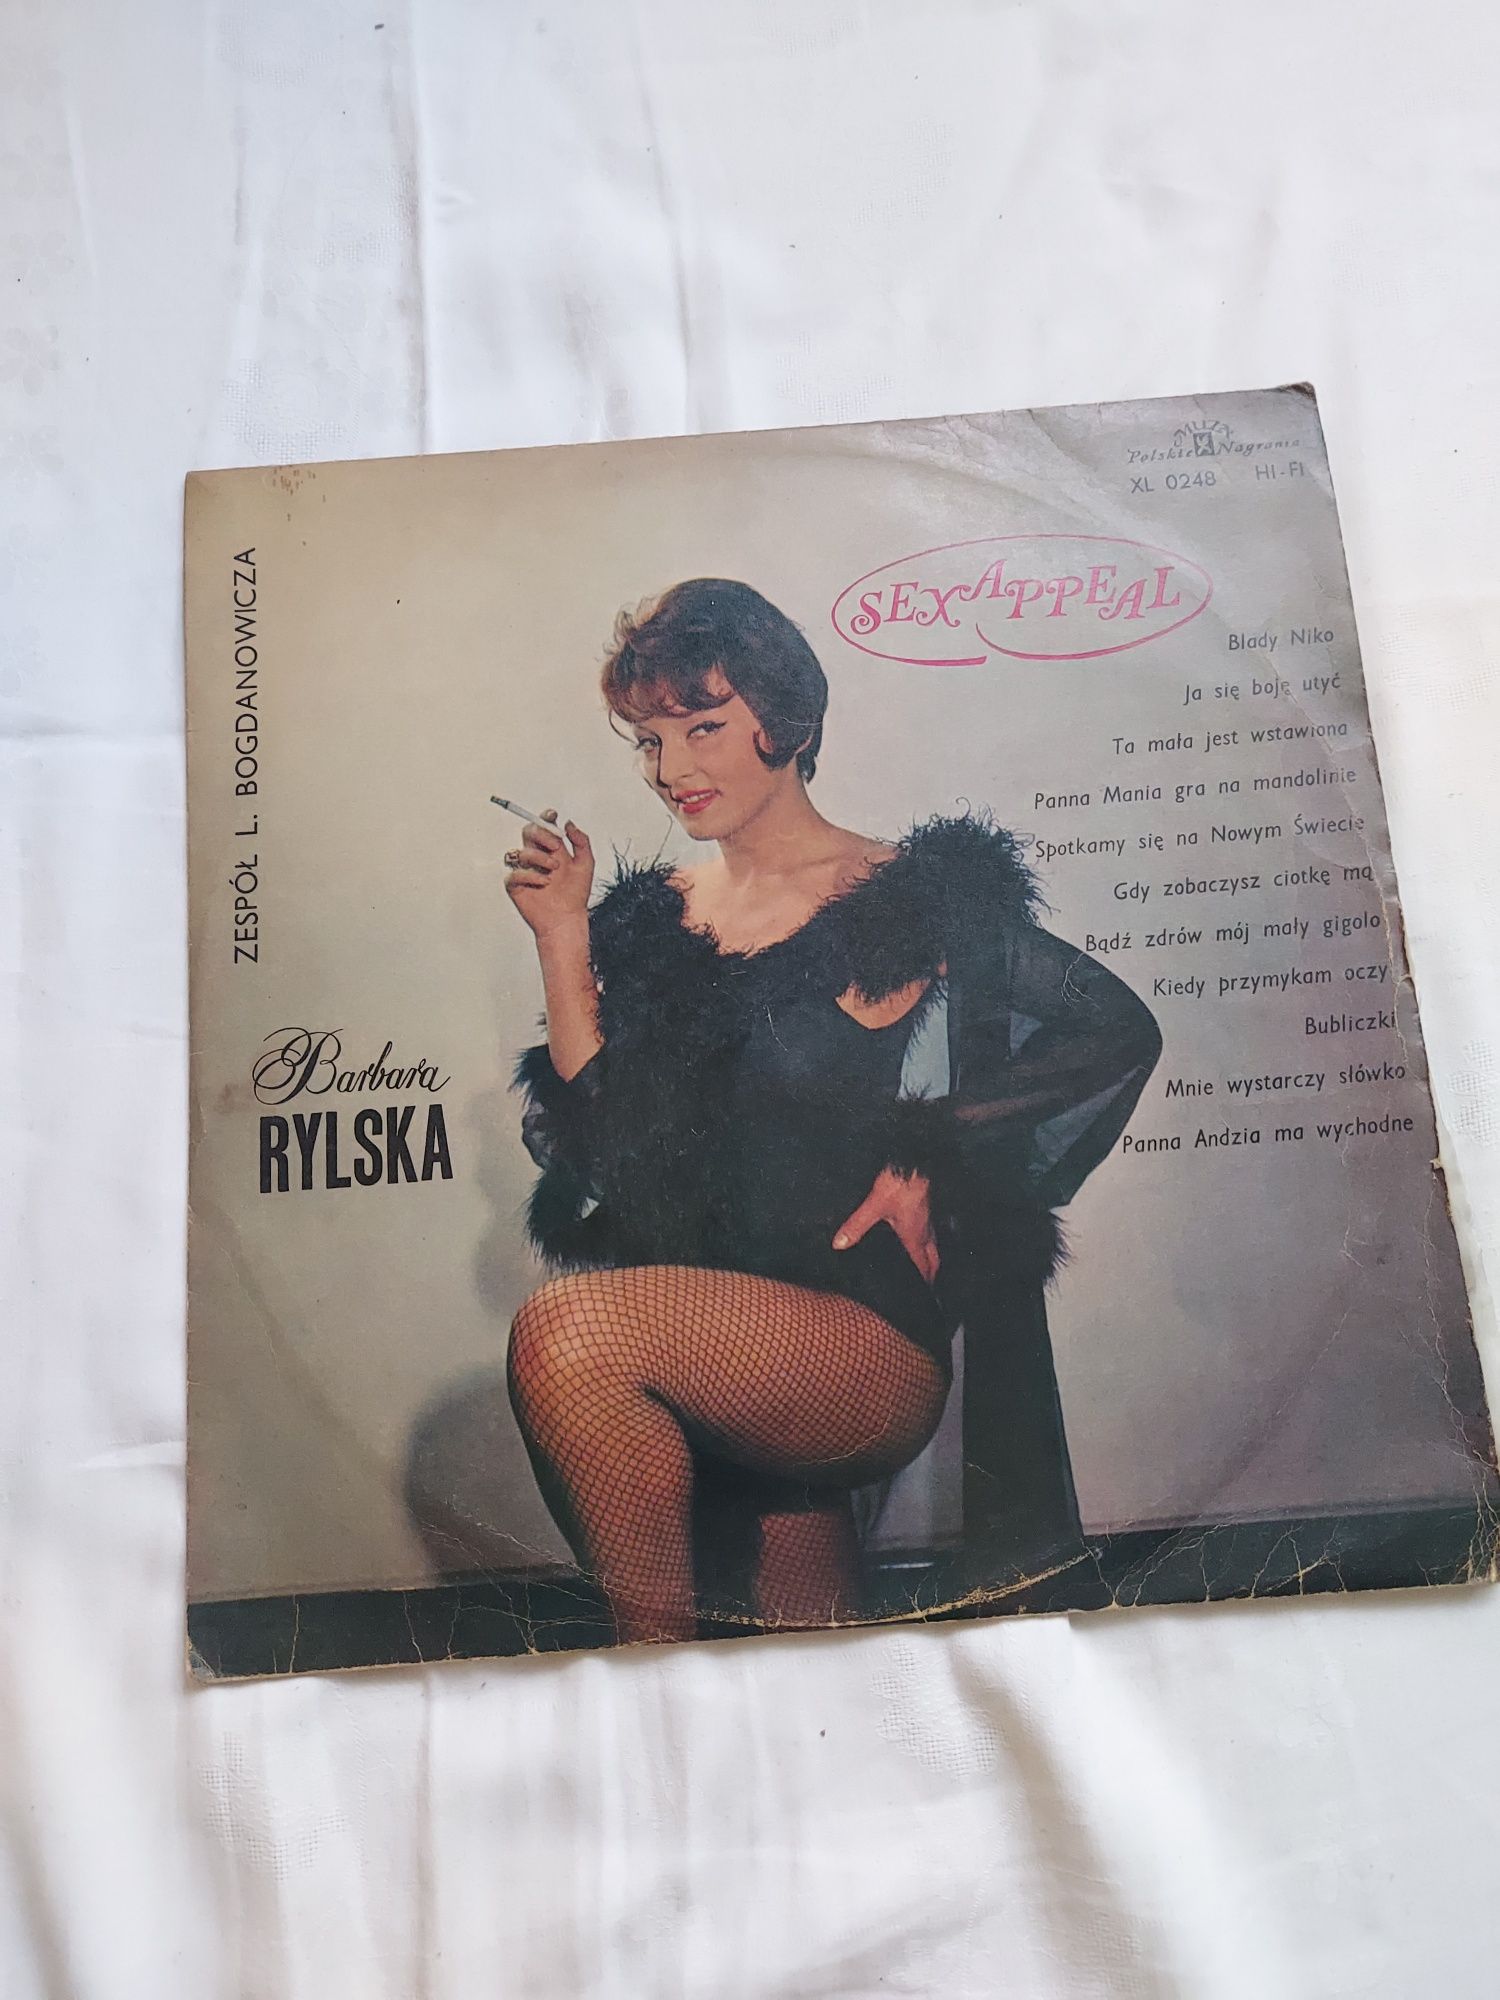 MUZA
Polskie Nagrania
XL 0248 HI-FI
ZESPÓŁ L. BOGDANOWICZA
SEX APPEAL
Blady Niko
Ja się boję utyć
Ta mała jest wstawiona
Panna Mania gra na mandolinie
Spotkamy się na Nowym Świecie
Gdy zobaczysz ciotkę mą
Bądź zdrów mój mały gigolo
Kiedy przymykam oczy
Bubliczki
Mnie wystarczy słówko
Panna Andzia ma wychodne
Barbara
RYLSKA